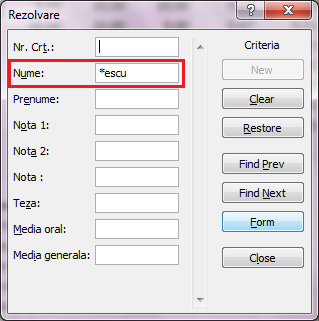 Rezolvare
Nr. Crt.:
Criteria
Nume: *escu
New
Prenume:
Clear
Nota 1:
Restore
Nota 2:
Find Prev
Nota :
Find Next
Teza:
Form
Media oral:
Media generala:
Close